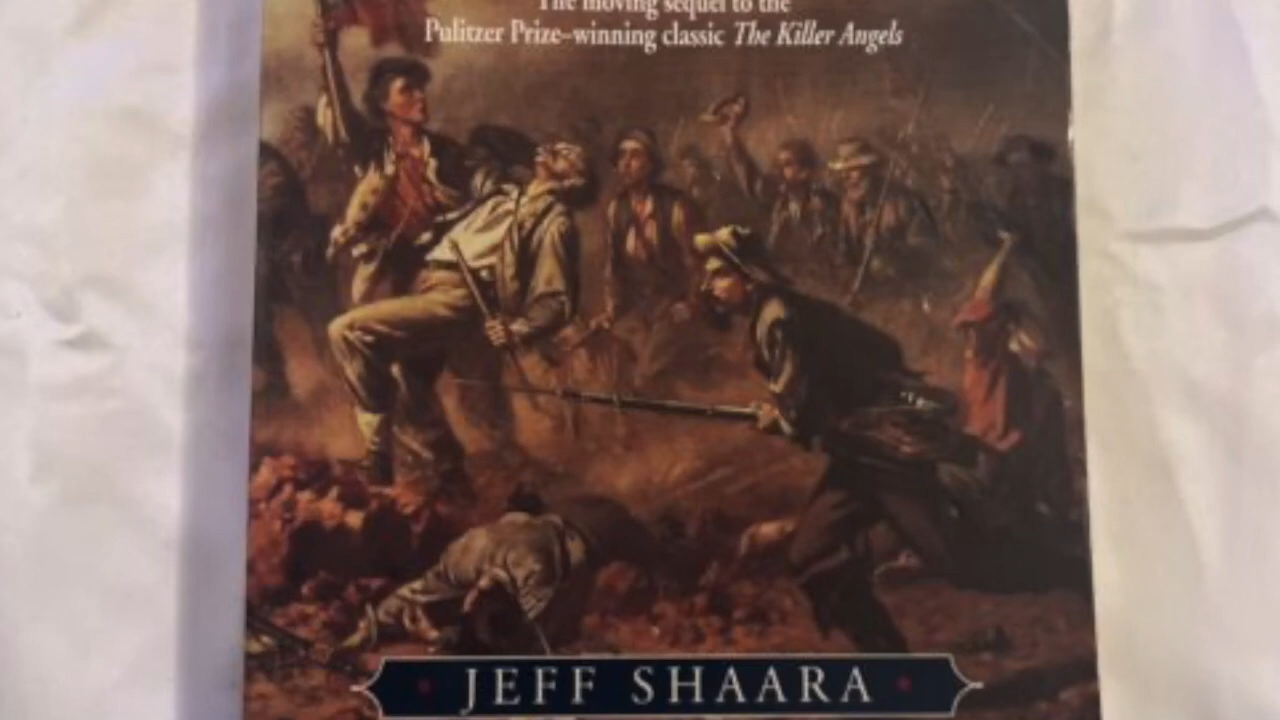 The moving sequel to the
Pulitzer Prize–winning classic The Killer Angels
JEFF SHAARA